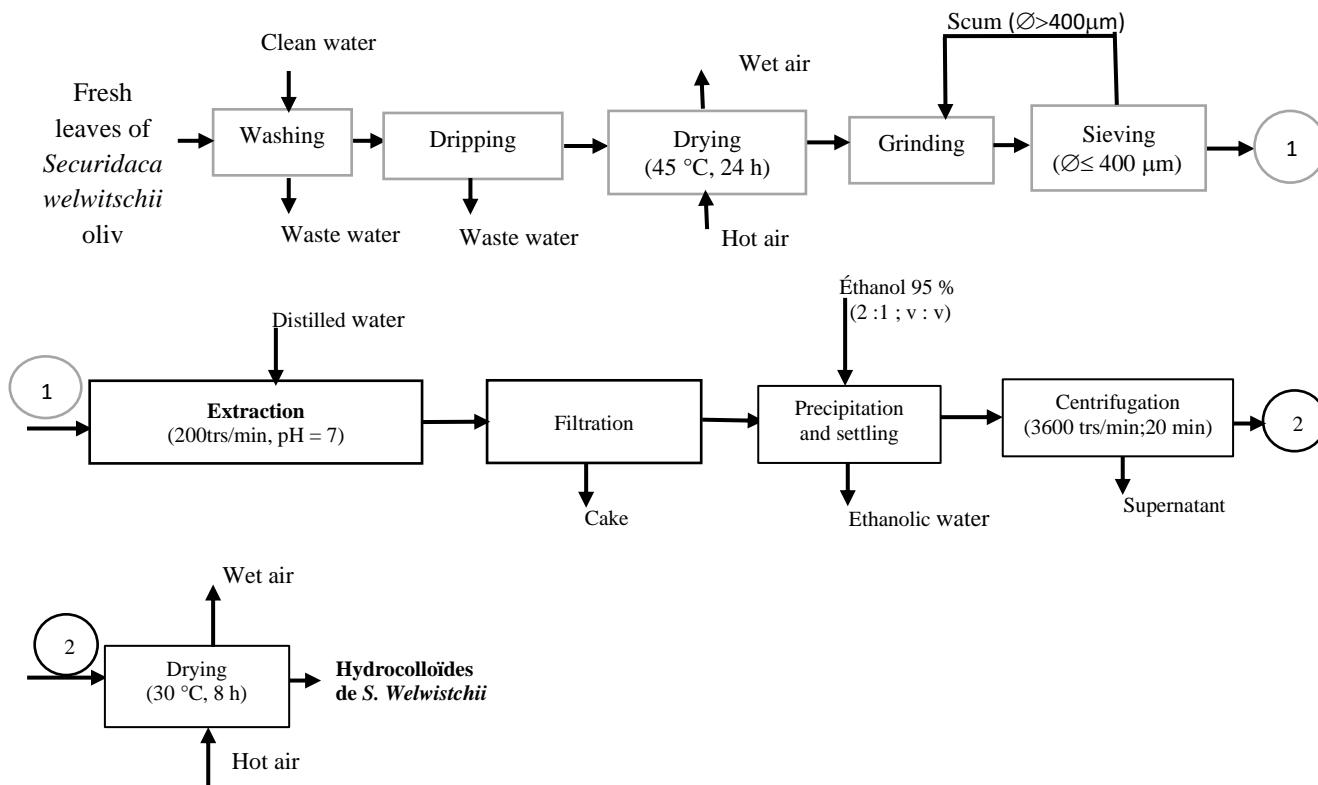 Scum (∅>400μm)
Clean water
Wet air
Fresh
leaves of
Securidaca
welwitschii
oliv
Washing
Dripping
Drying
(45 °C, 24 h)
Grinding
Sieving
(∅≤ 400 μm)
1
Waste water
Waste water
Hot air
Éthanol 95 %
(2 :1 ; v : v)
Distilled water
1
Extraction
(200trs/min, pH = 7)
Filtration
Precipitation
and settling
Centrifugation
(3600 trs/min;20 min)
2
Cake
Ethanolic water
Supernatant
Wet air
2
Drying
(30 °C, 8 h)
Hydrocolloïdes
de S. Welwistchii
Hot air